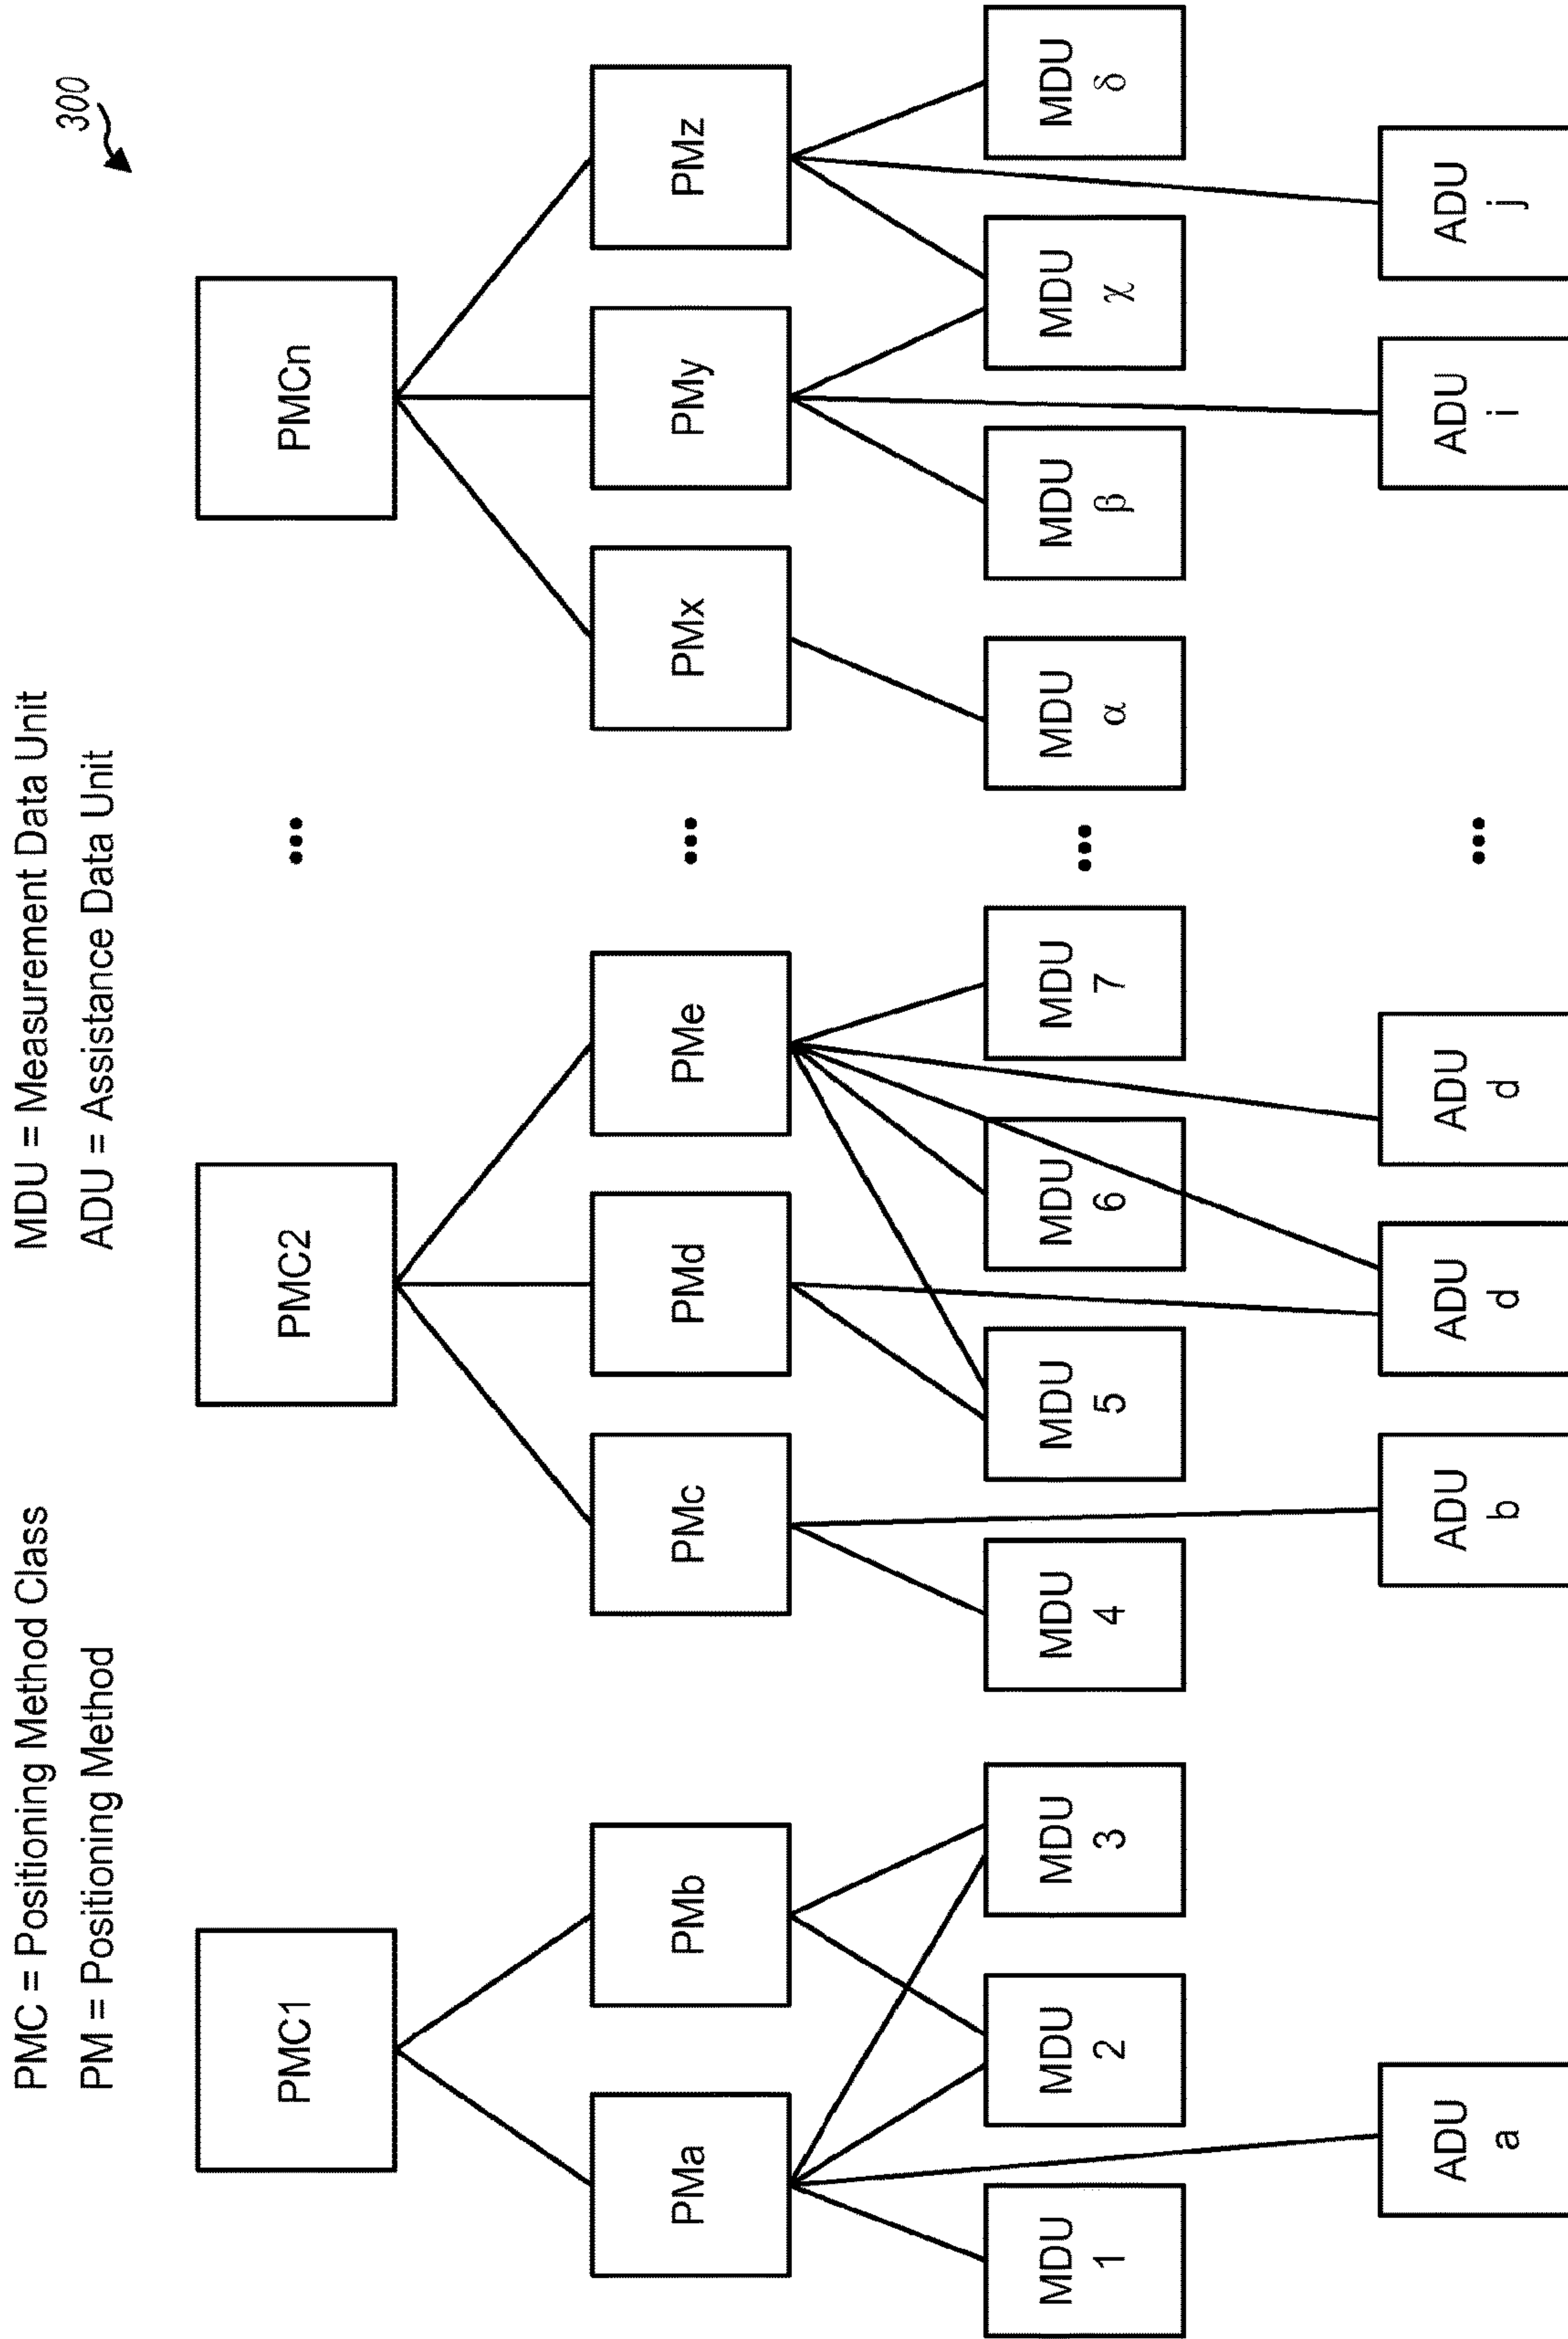 300
PMC = Positioning Method Class
MDU = Measurement Data Unit
PM = Positioning Method
ADU = Assistance Data Unit
PMC1
PMC2
•••
PMCn
PMa
PMb
PMc
PMd
PMe
•••
PMx
PMy
PMz
MDU
1
MDU
2
MDU
3
MDU
4
MDU
5
MDU
6
MDU
7
•••
MDU
α
MDU
β
MDU
χ
MDU
δ
ADU
a
ADU
b
ADU
d
ADU
d
•••
ADU
i
ADU
j